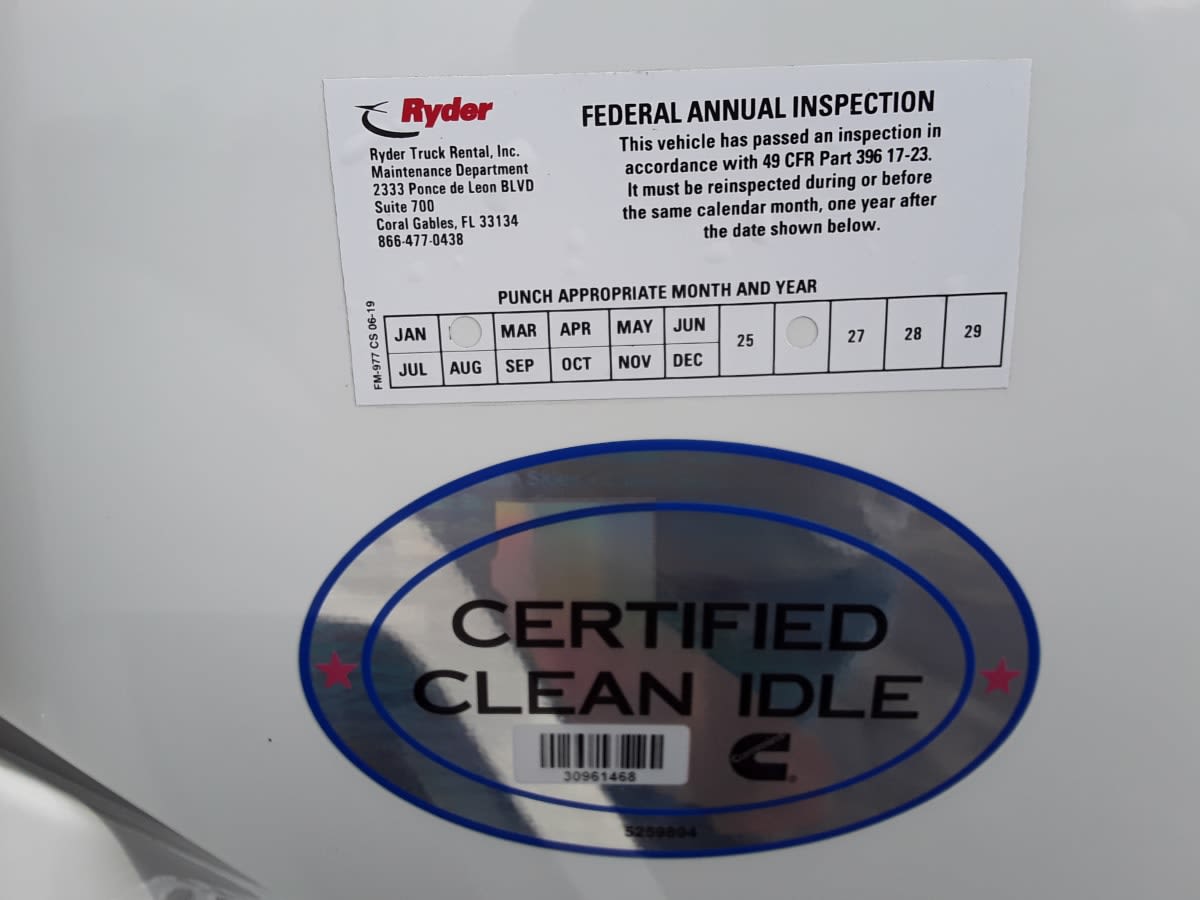 Ryder
Ryder Truck Rental, Inc.
Maintenance Department
2333 Ponce de Leon BLVD
Suite 700
Coral Gables, FL 33134
866-477-0438
FEDERAL ANNUAL INSPECTION
This vehicle has passed an inspection in
accordance with 49 CFR Part 396 17-23.
It must be reinspected during or before
the same calendar month, one year after
the date shown below.
PUNCH APPROPRIATE MONTH AND YEAR
FM-977 CS 06-19
JAN MAR APR MAY JUN 25 27 28 29
JUL AUG SEP OCT NOV DEC
CERTIFIED
CLEAN IDLE
30961468